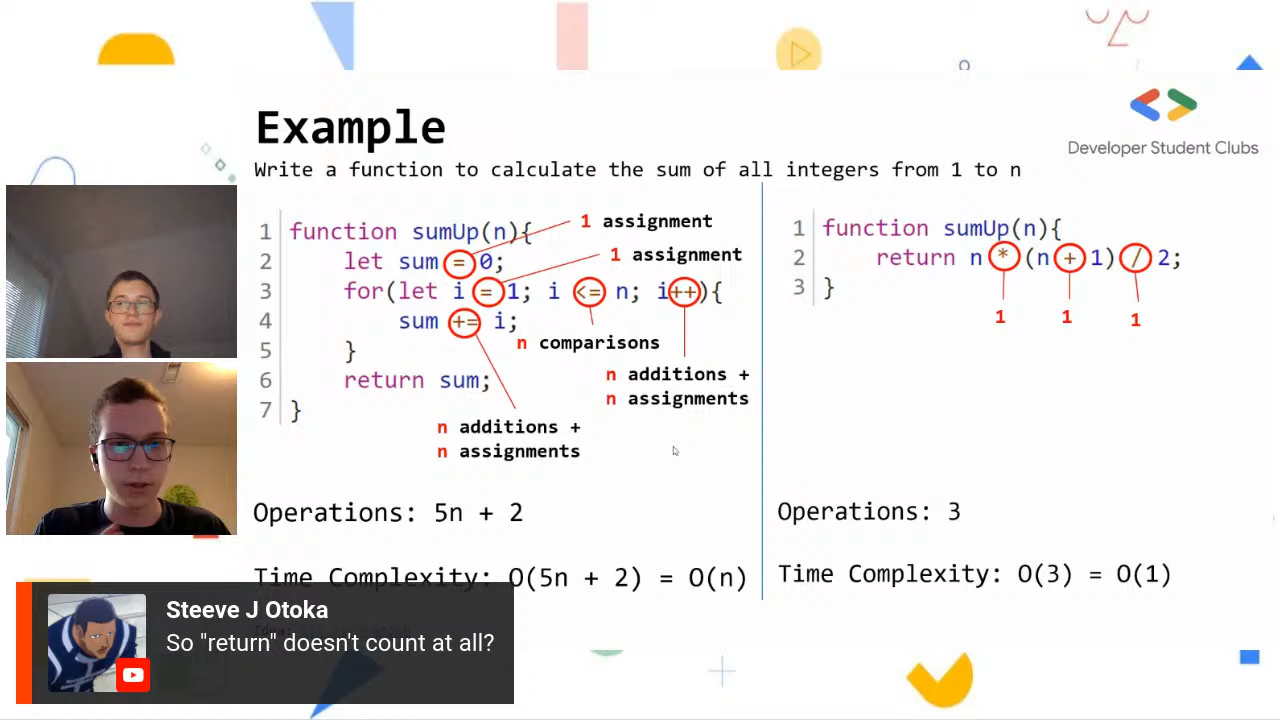 Example
Developer Student Clubs
Write a function to calculate the sum of all integers from 1 to n
1 function sumUp(n){
2 let sum = 0;
3 for(let i = 1; i <= n; i++){
4 sum += i;
5 }
6 return sum;
7 }
1 assignment
1 assignment
n comparisons
n additions +
n assignments
n additions +
n assignments
Operations: 5n + 2
Time Complexity: O(5n + 2) = O(n)
1 function sumUp(n){
2 return n * (n + 1) / 2;
3 }
1 1 1
Operations: 3
Time Complexity: O(3) = O(1)
Steeve J Otoka
So "return" doesn't count at all?